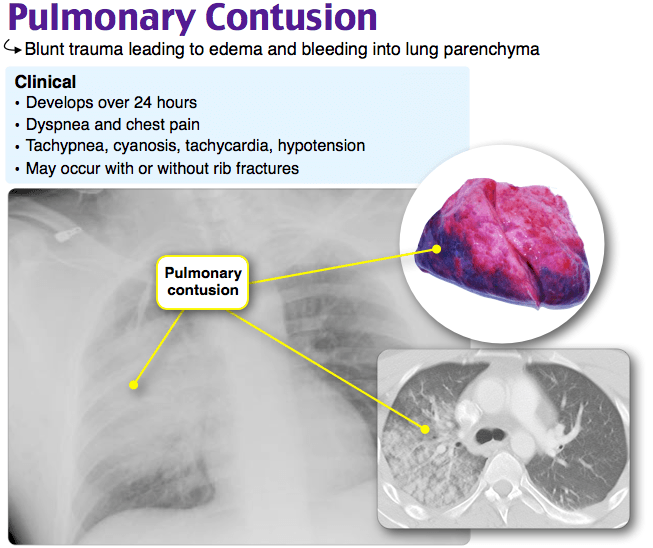 Pulmonary Contusion
Blunt trauma leading to edema and bleeding into lung parenchyma
Clinical
• Develops over 24 hours
• Dyspnea and chest pain
• Tachypnea, cyanosis, tachycardia, hypotension
• May occur with or without rib fractures
Pulmonary
contusion